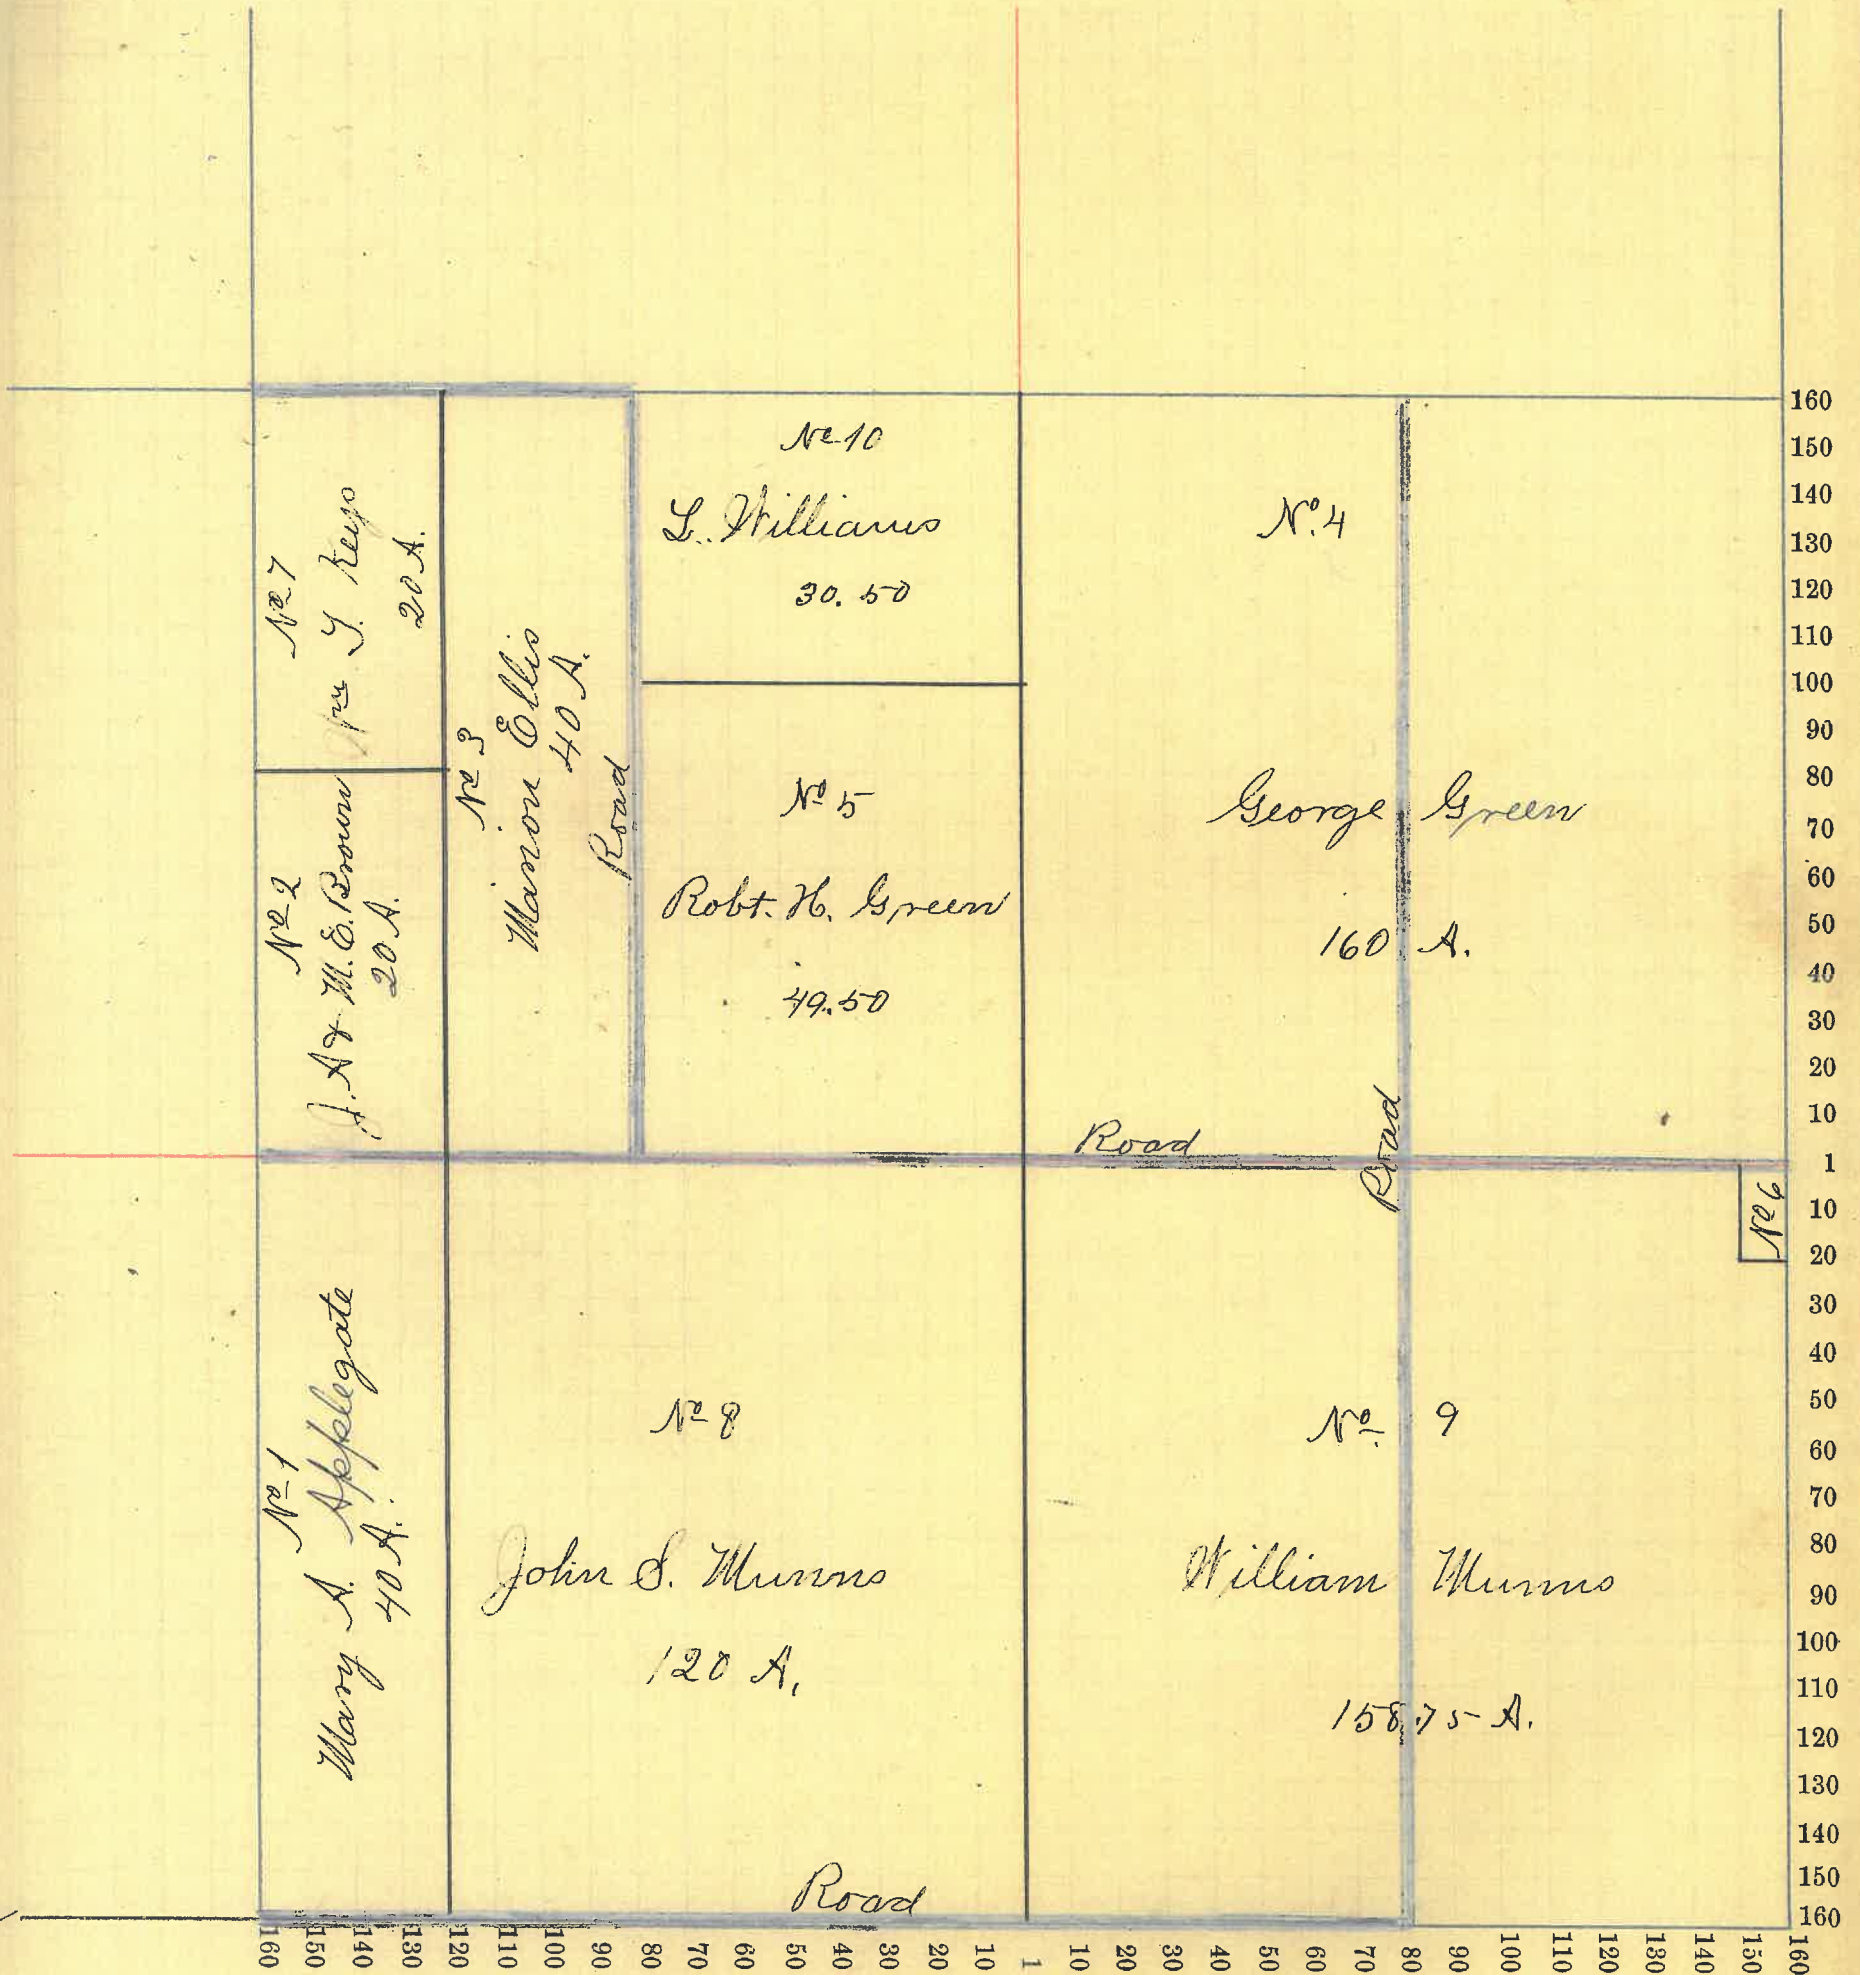 No 10
L. Williams
30.50
No. 4
No 7
Wm T. Keys
20 A.
No 3
Marion Ellis
40 A.
Road
No 5
Robt. H. Green
49.50
George Green
160 A.
No 2
J. A & M. E. Brown
20 A.
Road
Road
No 6
No 1
Mary A. Applegate
40 A.
No 8
John S. Munns
120 A.
No. 9
William Munns
158.75 A.
Road
160
150
140
130
120
110
100
90
80
70
60
50
40
30
20
10
1
10
20
30
40
50
60
70
80
90
100
110
120
130
140
150
160
160 150 140 130 120 110 100 90 80 70 60 50 40 30 20 10 1 10 20 30 40 50 60 70 80 90 100 110 120 130 140 150 160